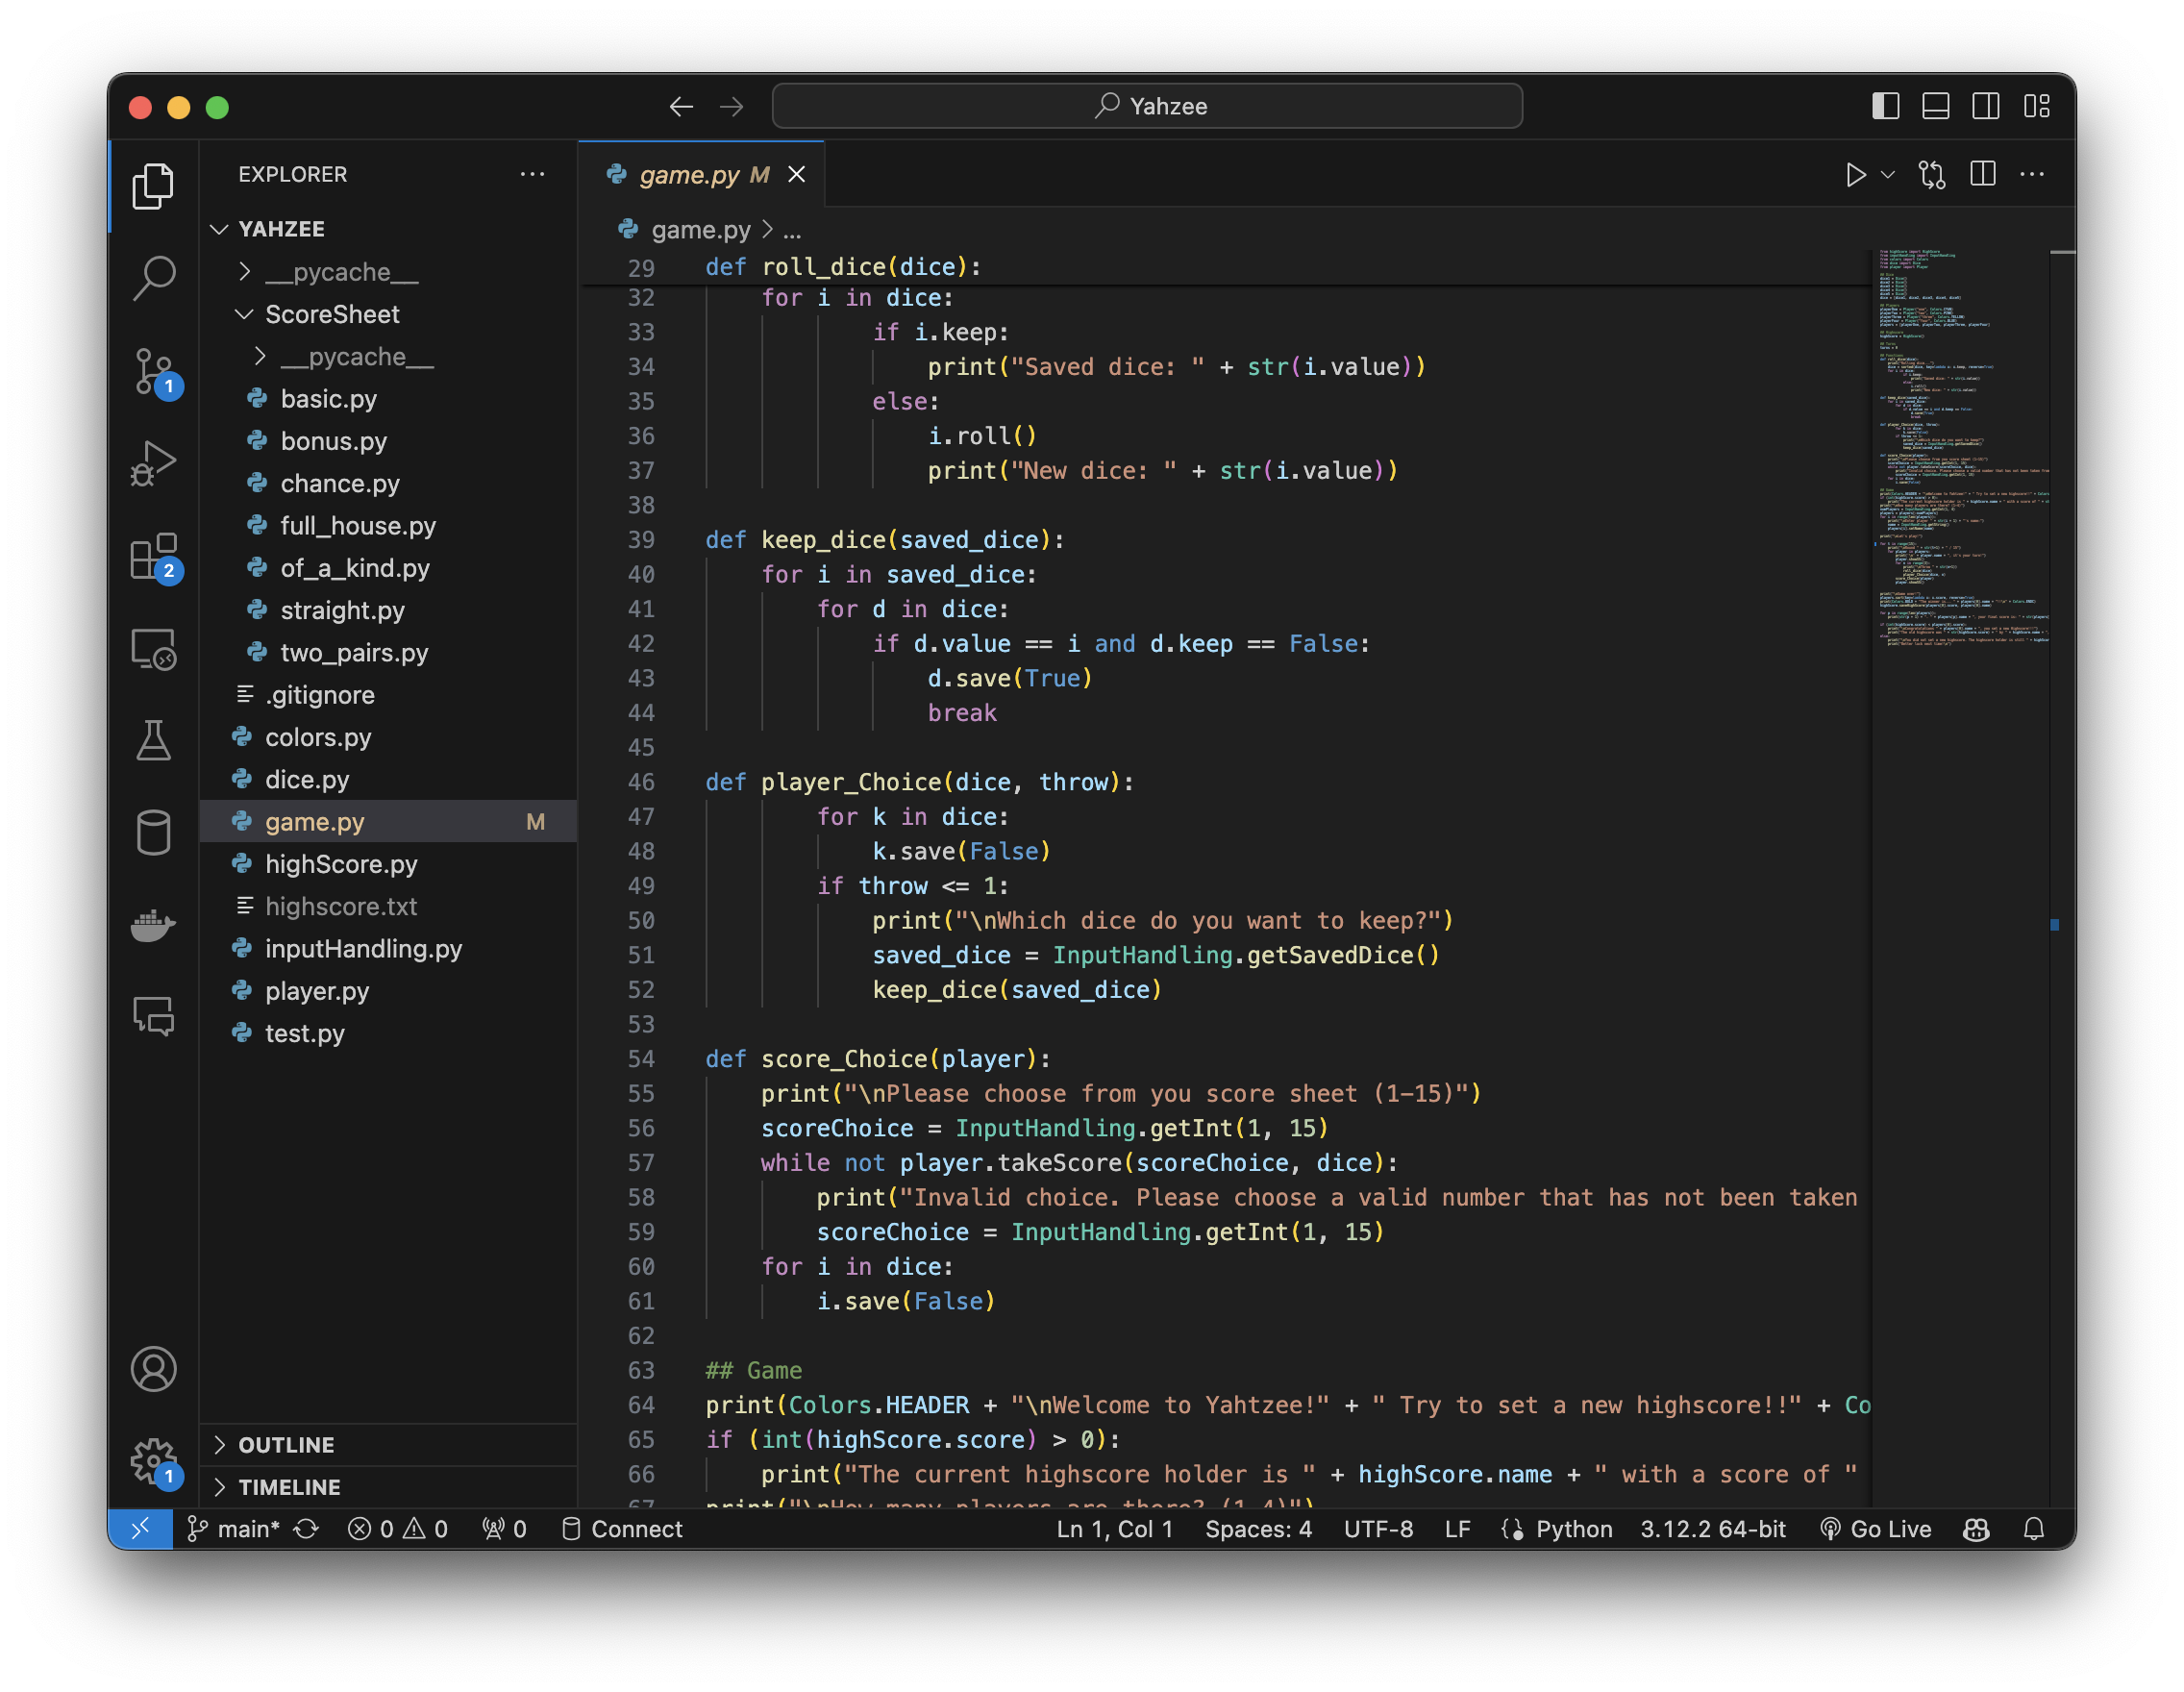 Yahzee
EXPLORER
YAHZEE
__pycache__
ScoreSheet
__pycache__
basic.py
bonus.py
chance.py
full_house.py
of_a_kind.py
straight.py
two_pairs.py
.gitignore
colors.py
dice.py
game.py M
highScore.py
highscore.txt
inputHandling.py
player.py
test.py
OUTLINE
TIMELINE
1
2
1
game.py M
game.py > ...
29 def roll_dice(dice):
32 for i in dice:
33 if i.keep:
34 print("Saved dice: " + str(i.value))
35 else:
36 i.roll()
37 print("New dice: " + str(i.value))
38
39 def keep_dice(saved_dice):
40 for i in saved_dice:
41 for d in dice:
42 if d.value == i and d.keep == False:
43 d.save(True)
44 break
45
46 def player_Choice(dice, throw):
47 for k in dice:
48 k.save(False)
49 if throw <= 1:
50 print("\nWhich dice do you want to keep?")
51 saved_dice = InputHandling.getSavedDice()
52 keep_dice(saved_dice)
53
54 def score_Choice(player):
55 print("\nPlease choose from you score sheet (1-15)")
56 scoreChoice = InputHandling.getInt(1, 15)
57 while not player.takeScore(scoreChoice, dice):
58 print("Invalid choice. Please choose a valid number that has not been taken
59 scoreChoice = InputHandling.getInt(1, 15)
60 for i in dice:
61 i.save(False)
62
63 ## Game
64 print(Colors.HEADER + "\nWelcome to Yahtzee!" + " Try to set a new highscore!!" + Co
65 if (int(highScore.score) > 0):
66 print("The current highscore holder is " + highScore.name + " with a score of "
67 print("\nHow many players are there? (1-4)")
main* 0 0 0 Connect Ln 1, Col 1 Spaces: 4 UTF-8 LF Python 3.12.2 64-bit Go Live